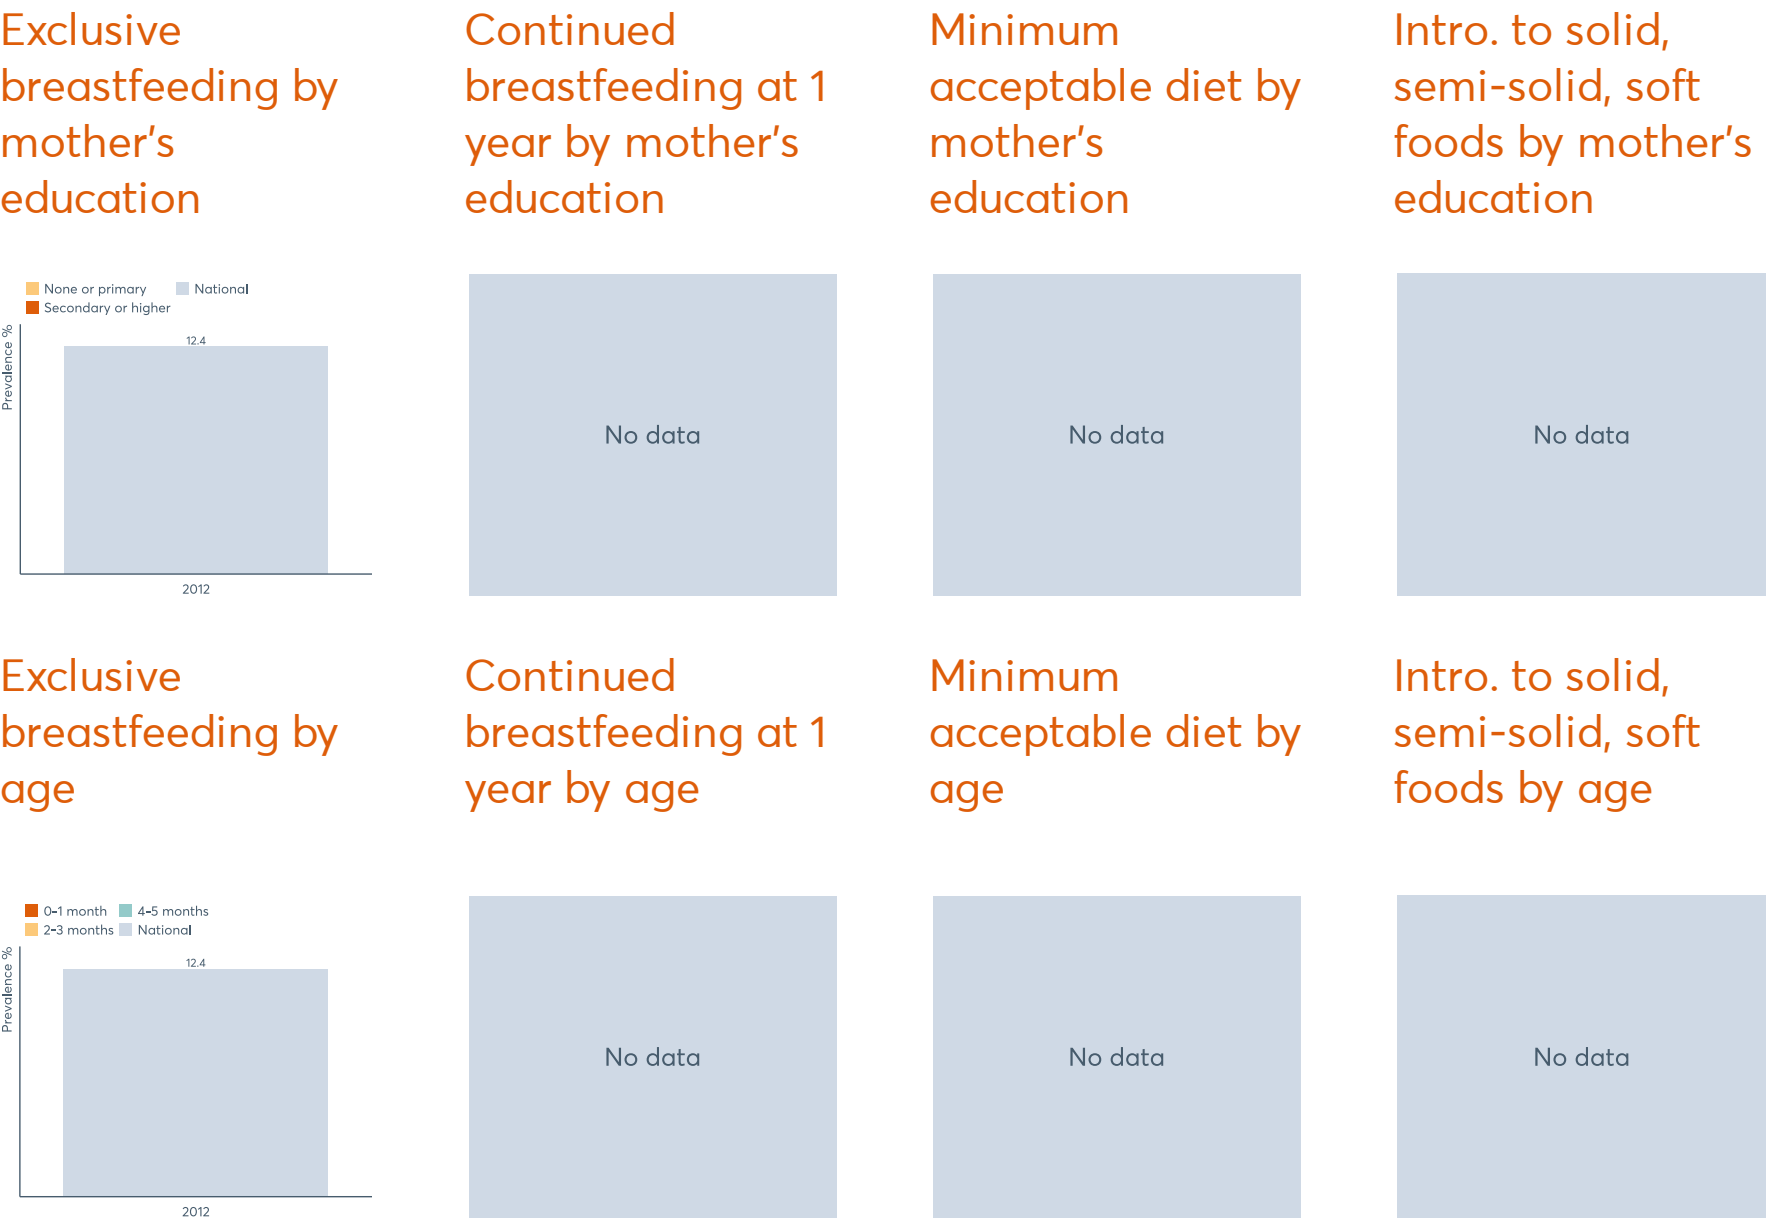 Exclusive
breastfeeding by
mother's
education
Continued
breastfeeding at 1
year by mother's
education
Minimum
acceptable diet by
mother's
education
Intro. to solid,
semi-solid, soft
foods by mother's
education
None or primary
National
Secondary or higher
Prevalence %
12.4
2012
No data
No data
No data
Exclusive
breastfeeding by
age
Continued
breastfeeding at 1
year by age
Minimum
acceptable diet by
age
Intro. to solid,
semi-solid, soft
foods by age
0-1 month
4-5 months
2-3 months
National
Prevalence %
12.4
2012
No data
No data
No data